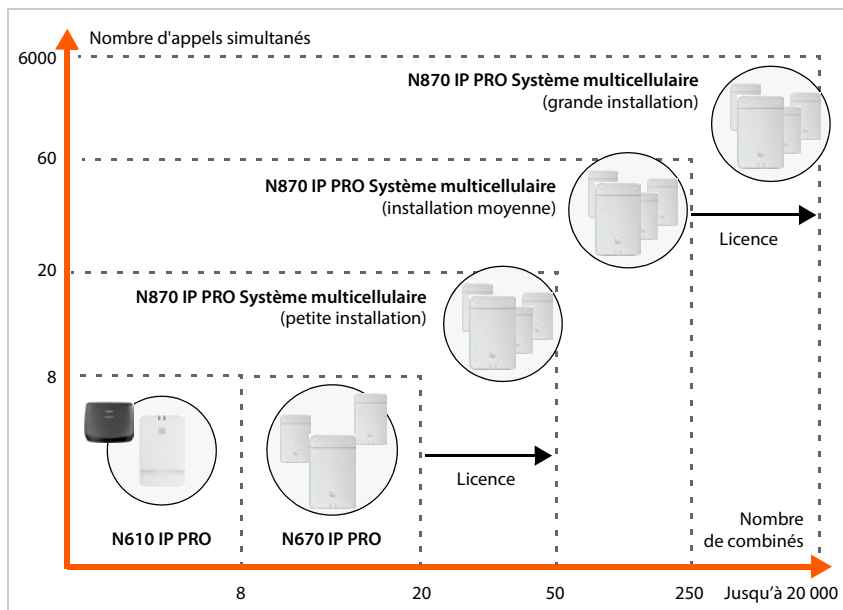 Nombre d'appels simultanés
6000
N870 IP PRO Système multicellulaire
(grande installation)
60
N870 IP PRO Système multicellulaire
(installation moyenne)
Licence
20
N870 IP PRO Système multicellulaire
(petite installation)
8
Licence
N610 IP PRO
N670 IP PRO
Nombre
de combinés
8
20
50
250
Jusqu'à 20 000